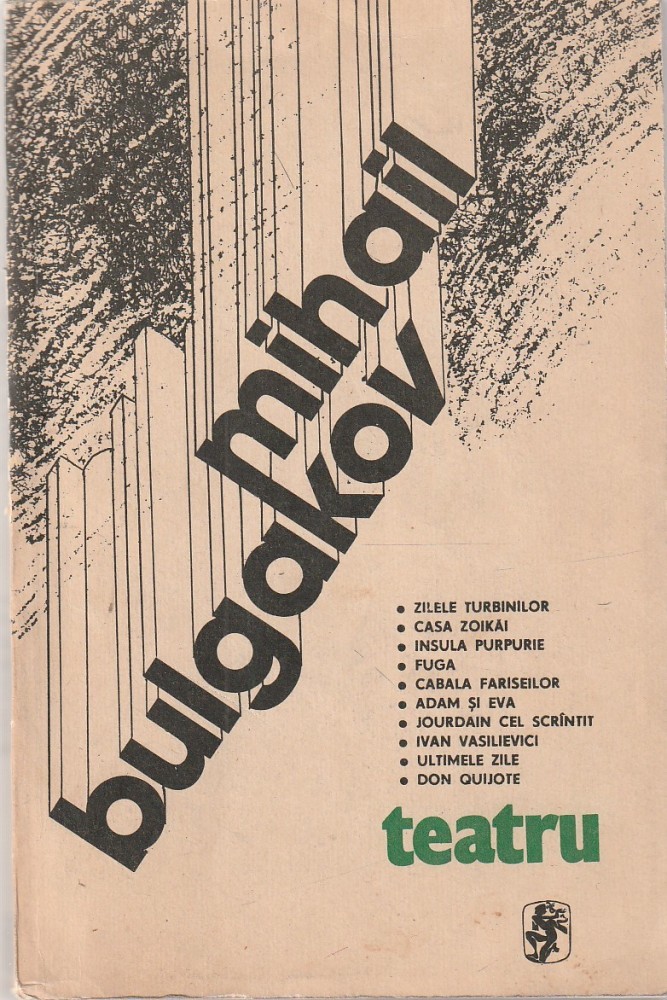 mihail
bulgakov
• ZILELE TURBINILOR
• CASA ZOIKĂI
• INSULA PURPURIE
• FUGA
• CABALA FARISEILOR
• ADAM ȘI EVA
• JOURDAIN CEL SCRÎNTIT
• IVAN VASILIEVICI
• ULTIMELE ZILE
• DON QUIJOTE
teatru